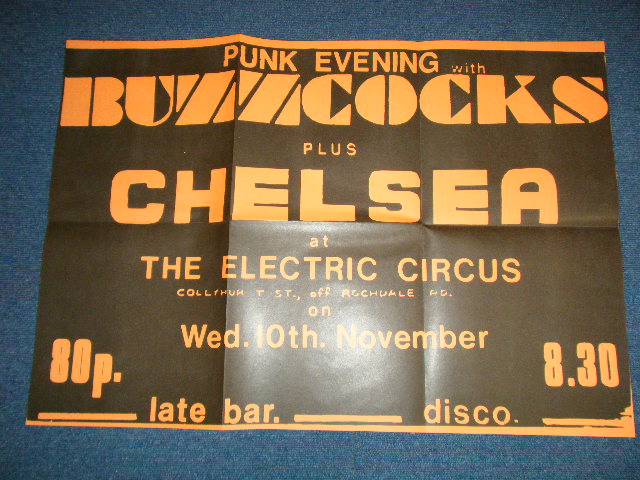 PUNK EVENING with
BUZZCOCKS
PLUS
CHELSEA
at
THE ELECTRIC CIRCUS
COLLYHURST ST., off ROCHDALE RD.
on
Wed. 10th. November
80p.
8.30
late bar. disco.